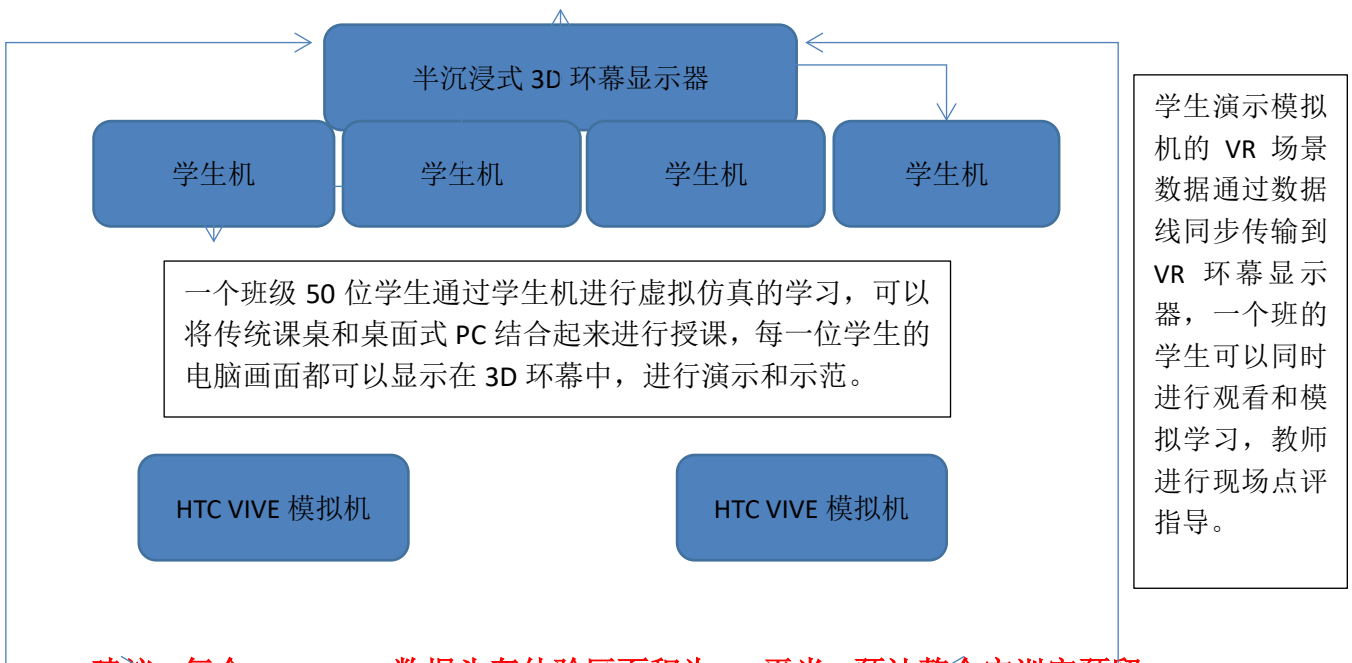 半沉浸式 3D 环幕显示器
学生机
学生机
学生机
学生机
一个班级 50 位学生通过学生机进行虚拟仿真的学习，可以
将传统课桌和桌面式 PC 结合起来进行授课，每一位学生的
电脑画面都可以显示在 3D 环幕中，进行演示和示范。
HTC VIVE 模拟机
HTC VIVE 模拟机
学生演示模拟
机的 VR 场景
数据通过数据
线同步传输到
VR 环幕显示
器，一个班的
学生可以同时
进行观看和模
拟学习，教师
进行现场点评
指导。